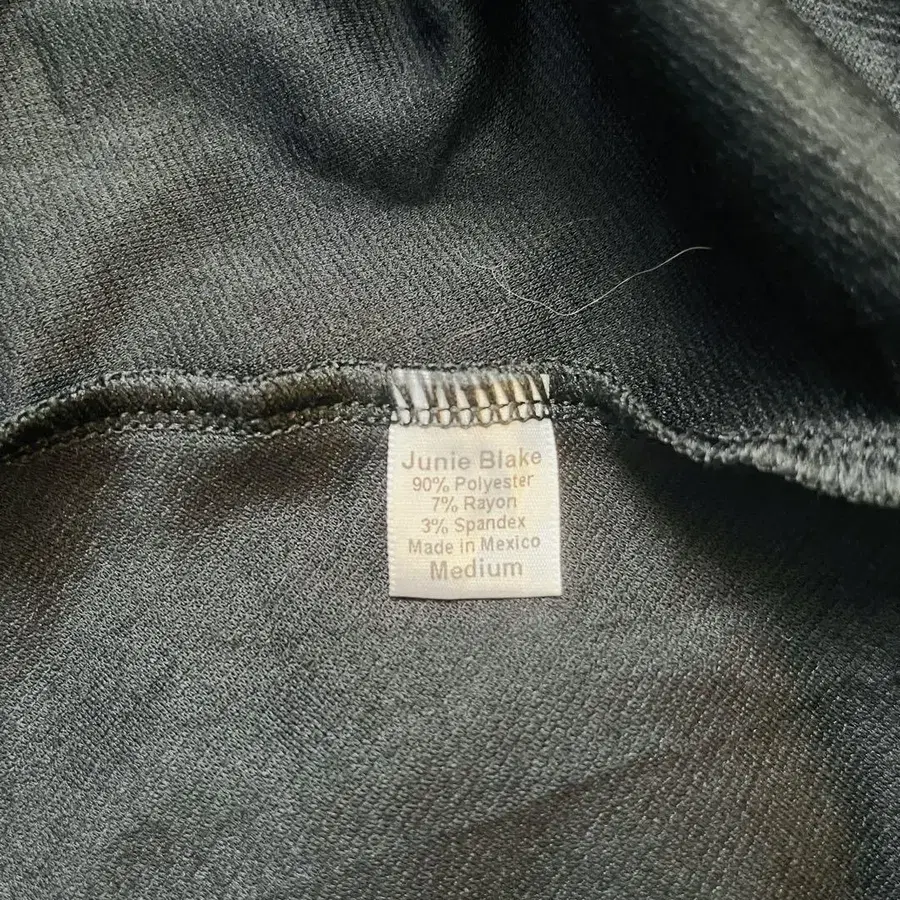 Junie Blake
90% Polyester
7% Rayon
3% Spandex
Made in Mexico
Medium